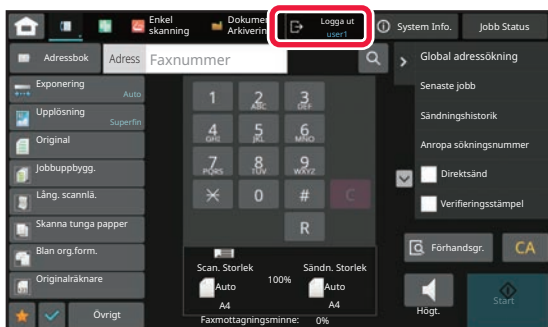 Enkel
skanning
Dokument
Arkivering
Logga ut
user1
System Info.
Jobb Status
Adressbok
Adress
Faxnummer
Global adressökning
Exponering
Auto
Upplösning
Superfin
Original
Jobbuppbygg.
Lång. scannlä.
Skanna tunga papper
Blan org.form.
Originalräknare
Övrigt
1
2
ABC
3
DEF
4
GHI
5
JKL
6
MNO
7
PQRS
8
TUV
9
WXYZ
0
#
C
R
Scan. Storlek
Sändn. Storlek
Auto
100%
Auto
A4
A4
Faxmottagningsminne: 0%
Senaste jobb
Sändningshistorik
Anropa sökningsnummer
Direktsänd
Verifieringsstämpel
Förhandsgr.
CA
Högt.
Start